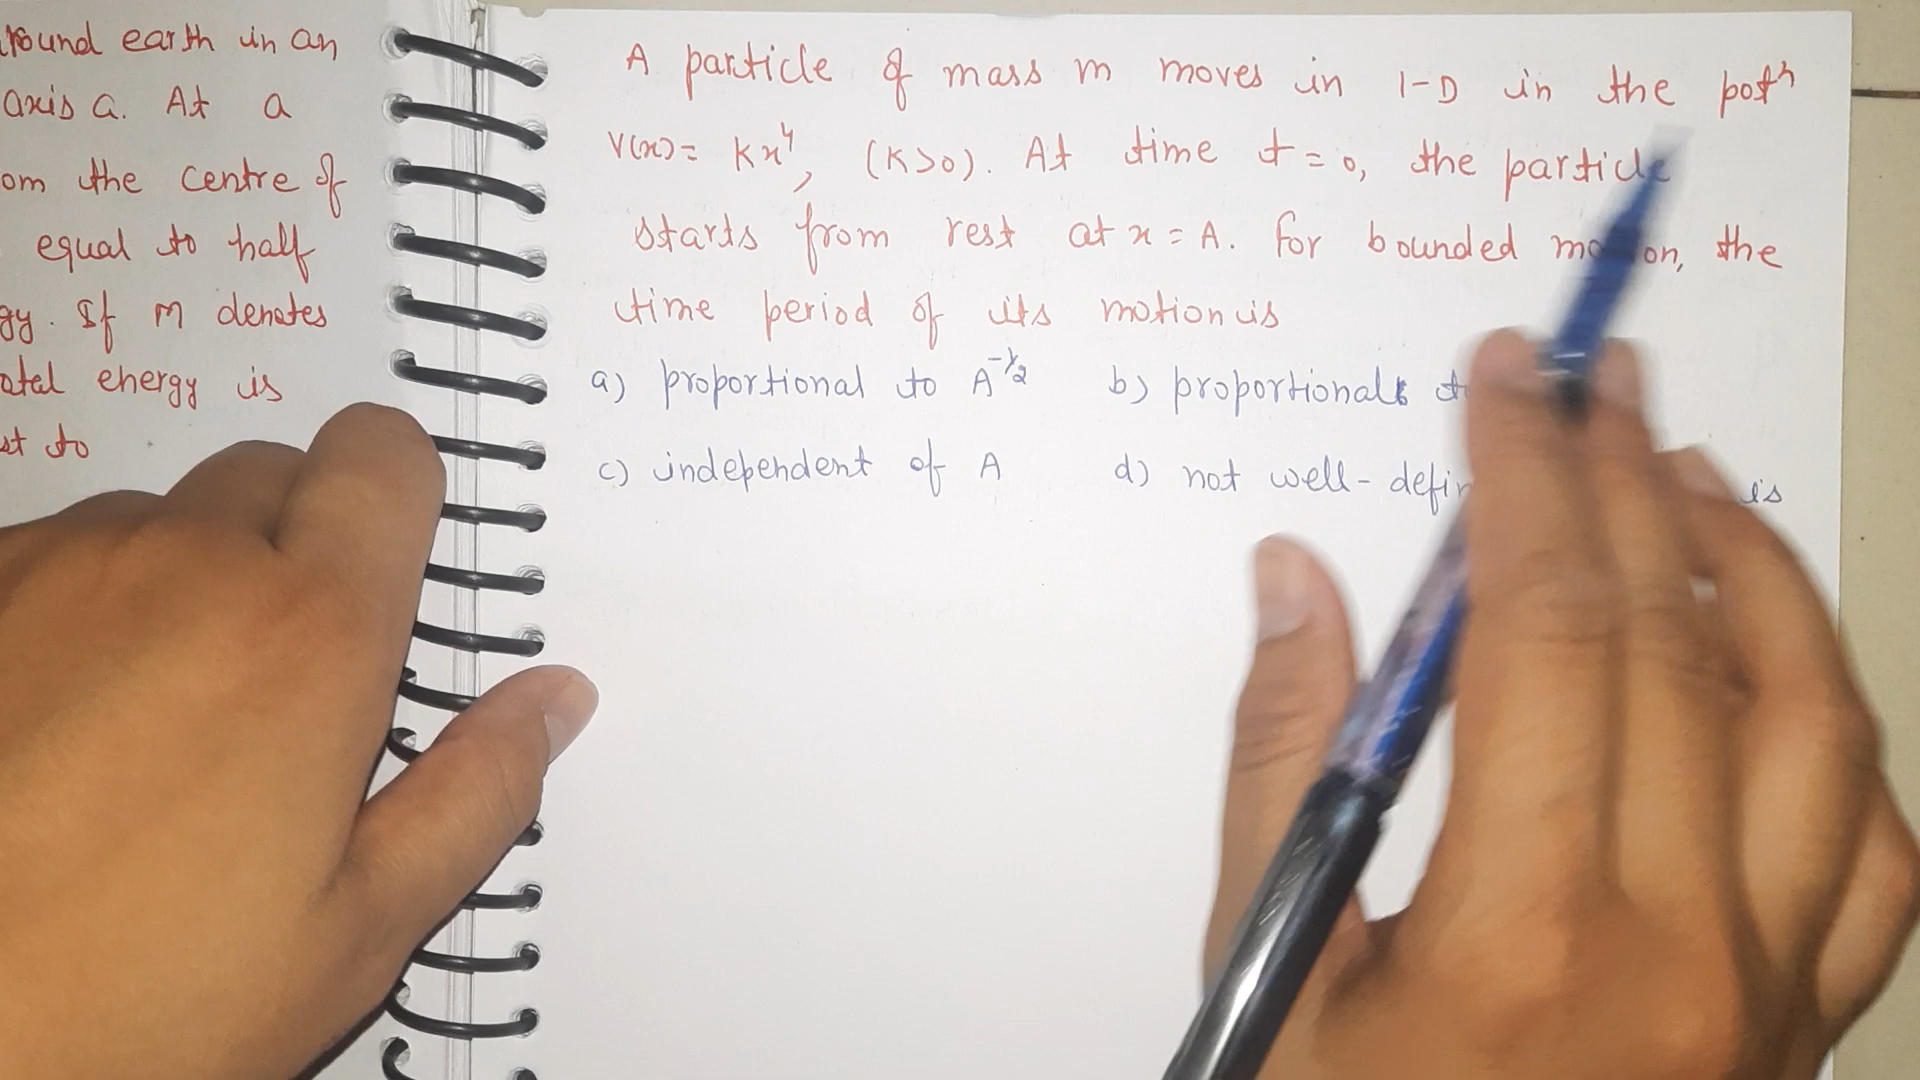 round earth in an
axis a. At a
om the centre of
equal to half
gy. If m denotes
otal energy is
st to
A particle of mass m moves in 1-D in the potⁿ
V(x) = Kx⁴, (K>0). At time t = 0, the particle
starts from rest at x = A. For bounded motion, the
time period of its motion is
a) proportional to A^-1/2 b) proportional
c) independent of A d) not well-defin is